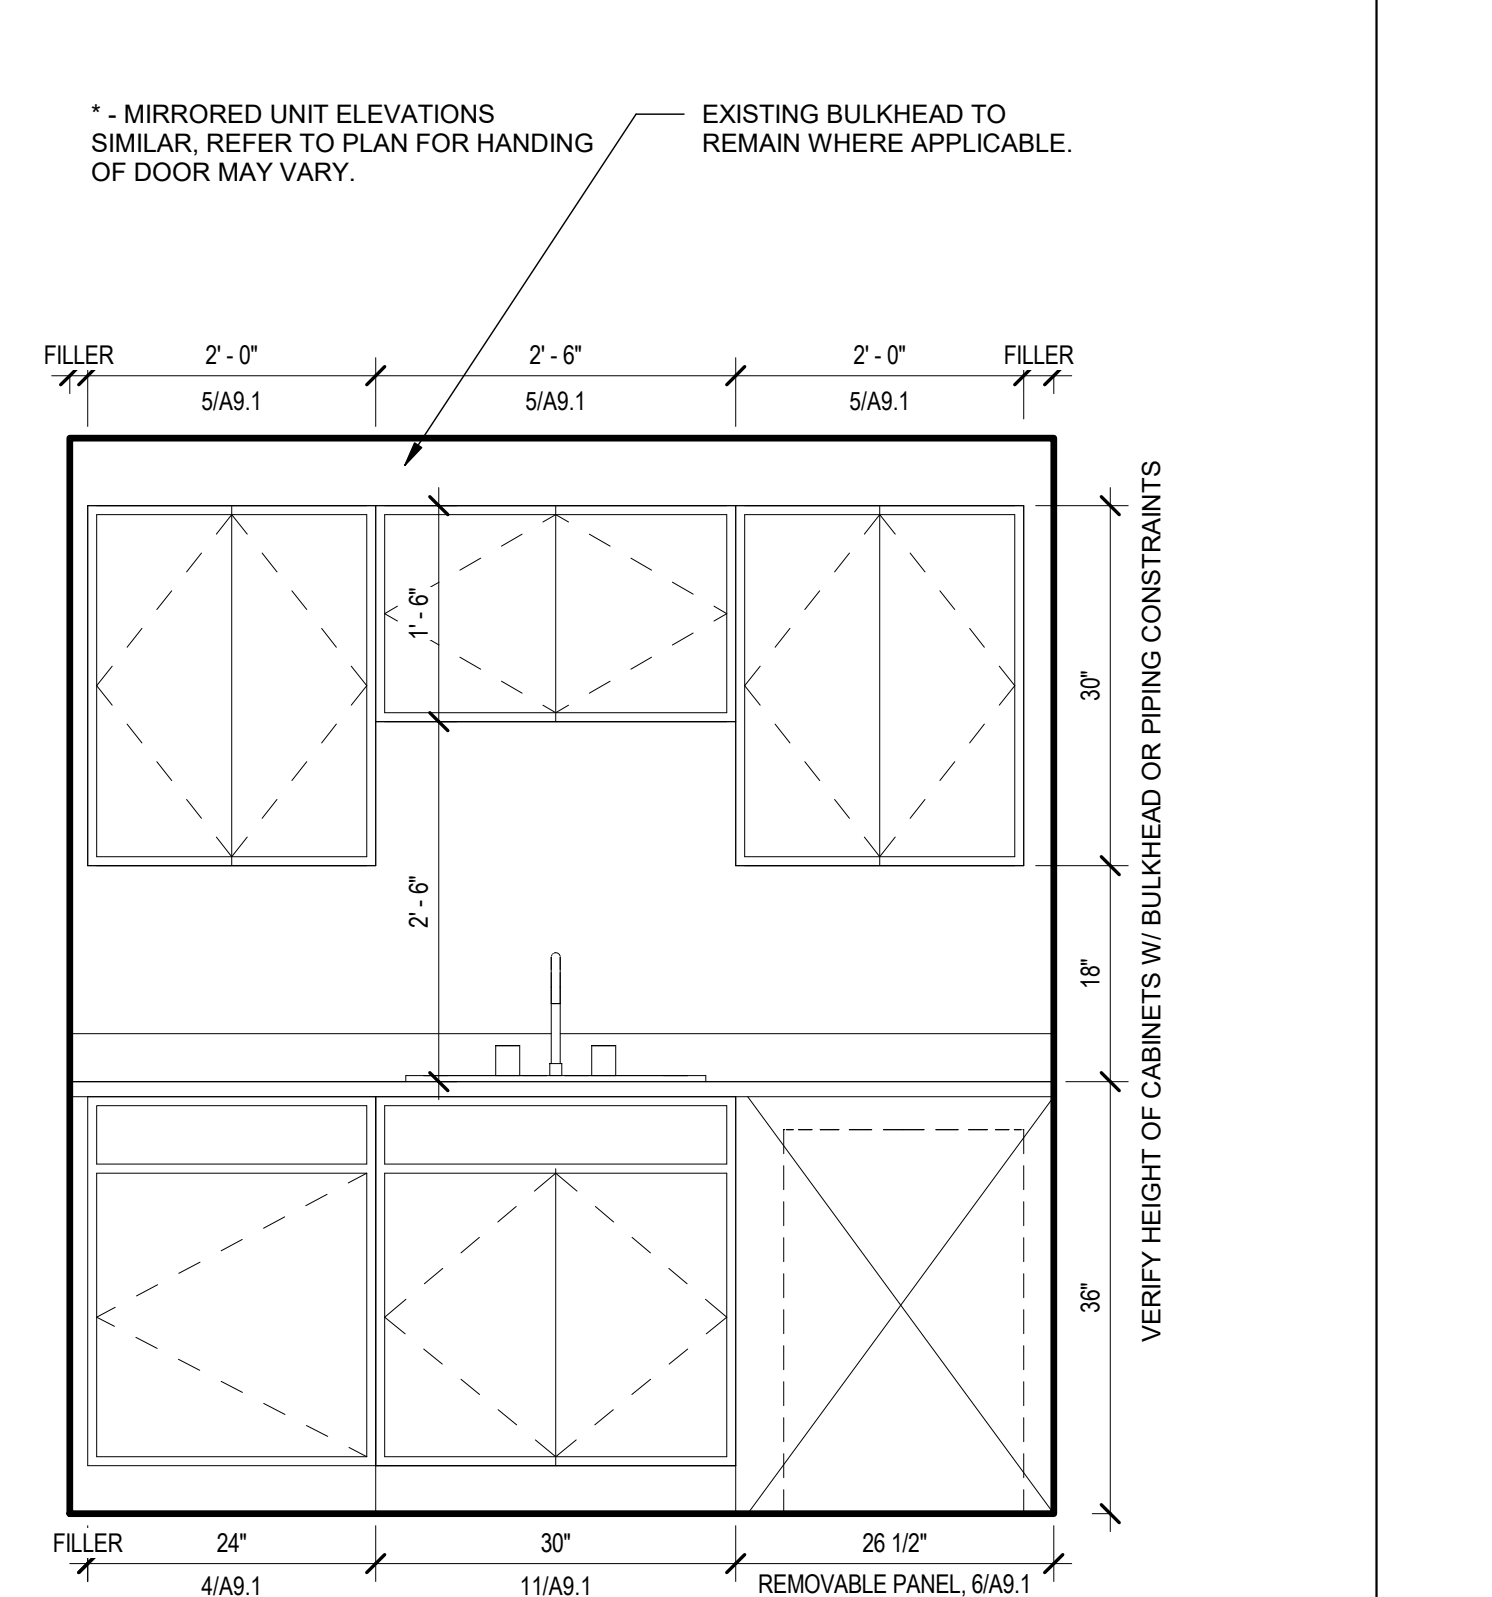 * - MIRRORED UNIT ELEVATIONS
SIMILAR, REFER TO PLAN FOR HANDING
OF DOOR MAY VARY.
EXISTING BULKHEAD TO
REMAIN WHERE APPLICABLE.
FILLER
2' - 0"
2' - 6"
2' - 0"
FILLER
5/A9.1
5/A9.1
5/A9.1
1' - 6"
2' - 6"
30"
18"
36"
VERIFY HEIGHT OF CABINETS W/ BULKHEAD OR PIPING CONSTRAINTS
FILLER
24"
30"
26 1/2"
4/A9.1
11/A9.1
REMOVABLE PANEL, 6/A9.1